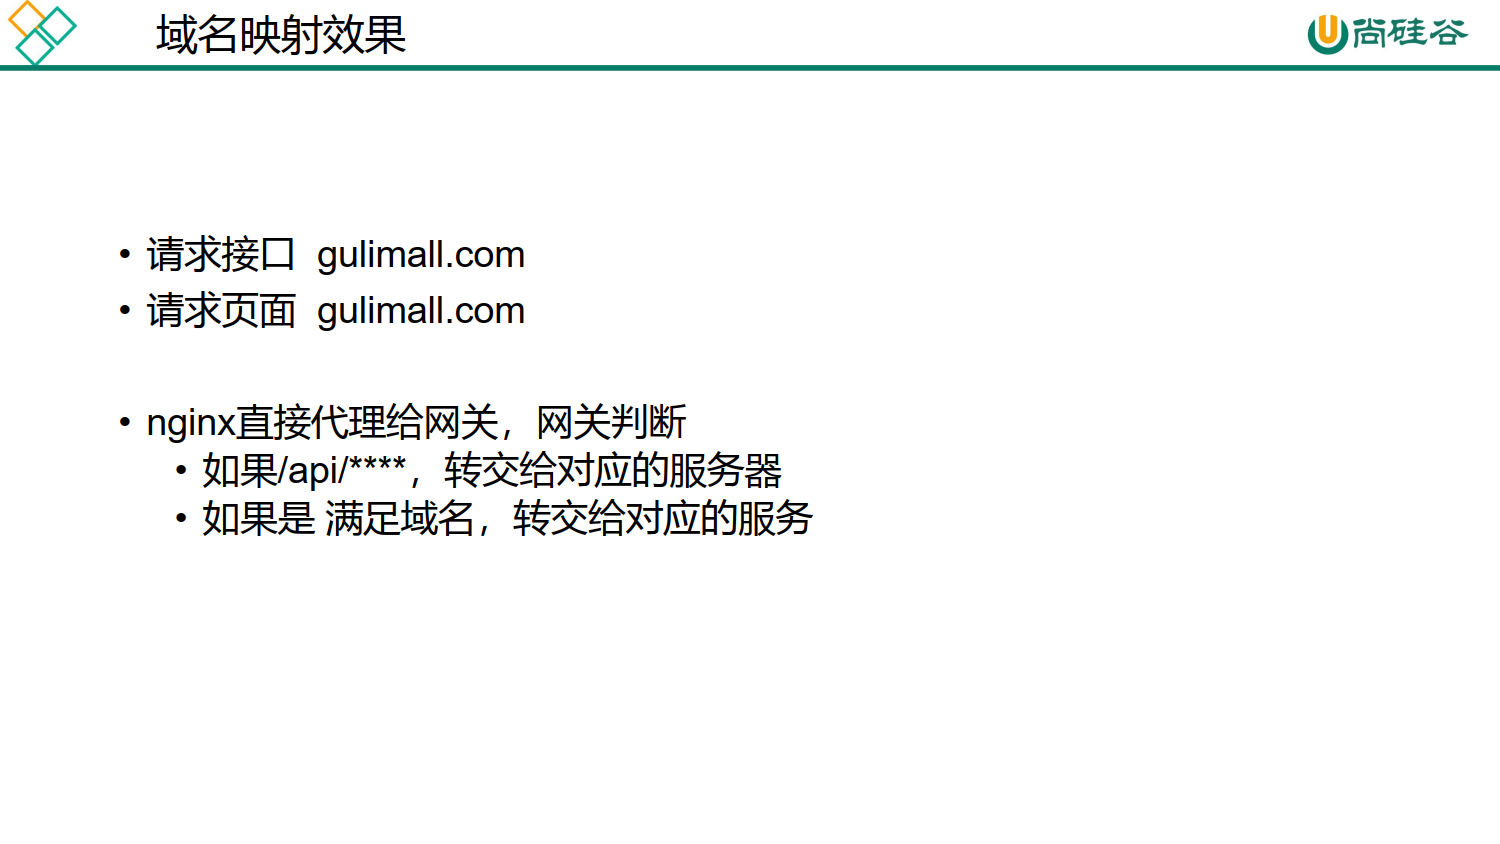 域名映射效果
尚硅谷
• 请求接口 gulimall.com
• 请求页面 gulimall.com
• nginx直接代理给网关，网关判断
• 如果/api/****，转交给对应的服务器
• 如果是 满足域名，转交给对应的服务